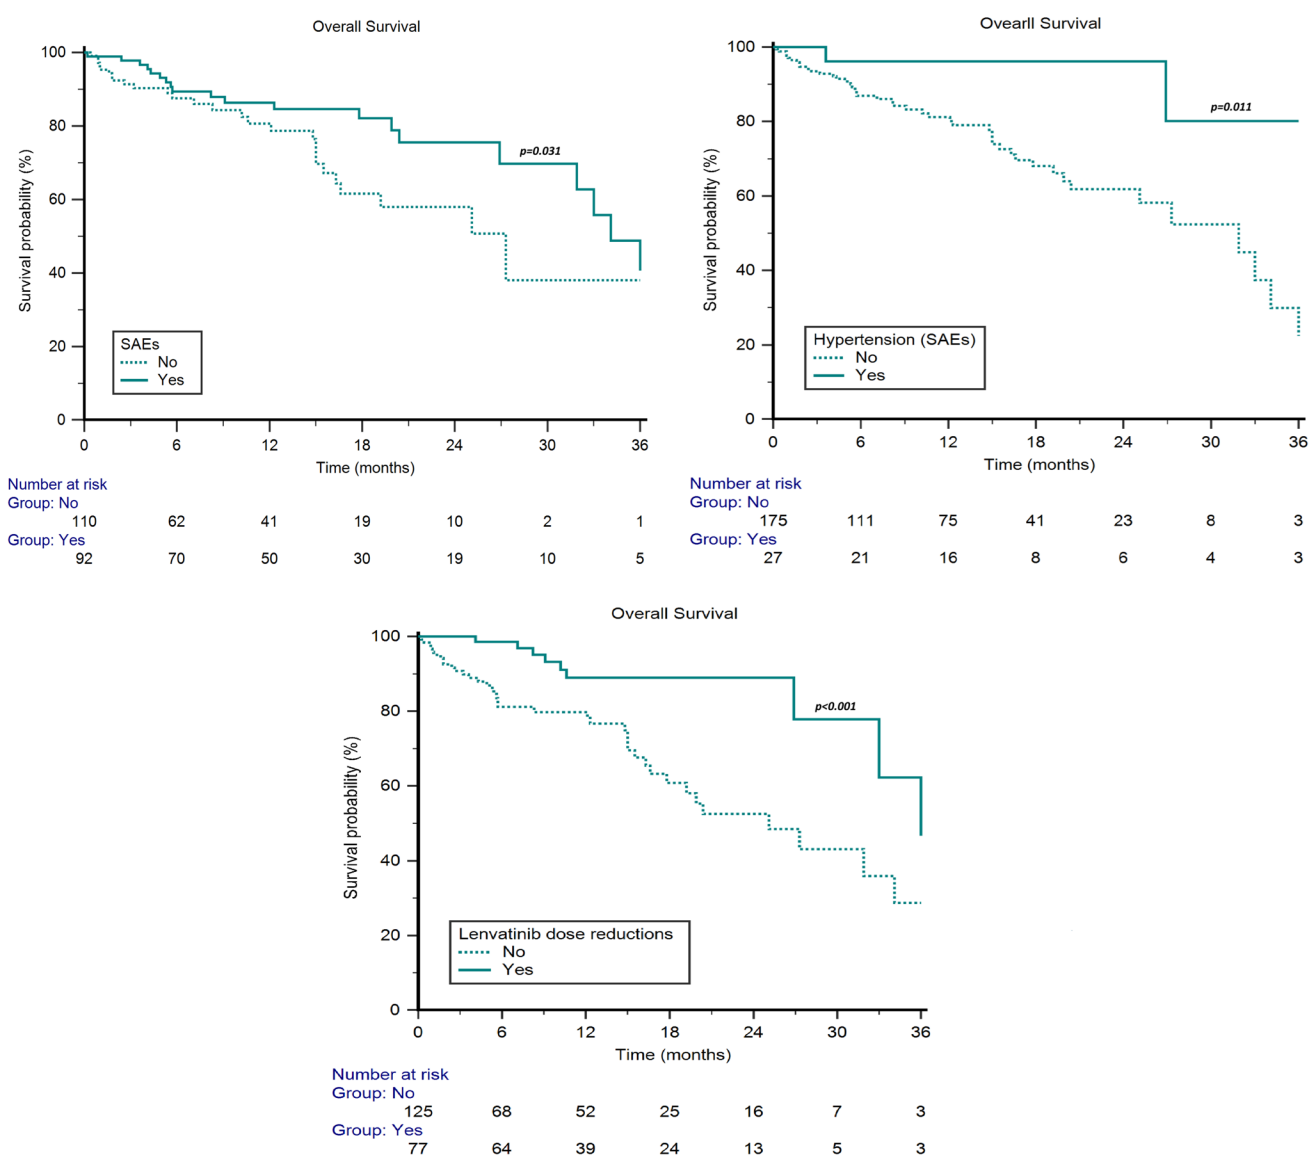 Overall Survival
100
80
60
40
20
0
Survival probability (%)
p=0.031
SAEs
No
Yes
0 6 12 18 24 30 36
Time (months)
Number at risk
Group: No
110 62 41 19 10 2 1
Group: Yes
92 70 50 30 19 10 5
Ovearll Survival
100
80
60
40
20
0
Survival probability (%)
p=0.011
Hypertension (SAEs)
No
Yes
0 6 12 18 24 30 36
Time (months)
Number at risk
Group: No
175 111 75 41 23 8 3
Group: Yes
27 21 16 8 6 4 3
Overall Survival
100
80
60
40
20
0
Survival probability (%)
p<0.001
Lenvatinib dose reductions
No
Yes
0 6 12 18 24 30 36
Time (months)
Number at risk
Group: No
125 68 52 25 16 7 3
Group: Yes
77 64 39 24 13 5 3